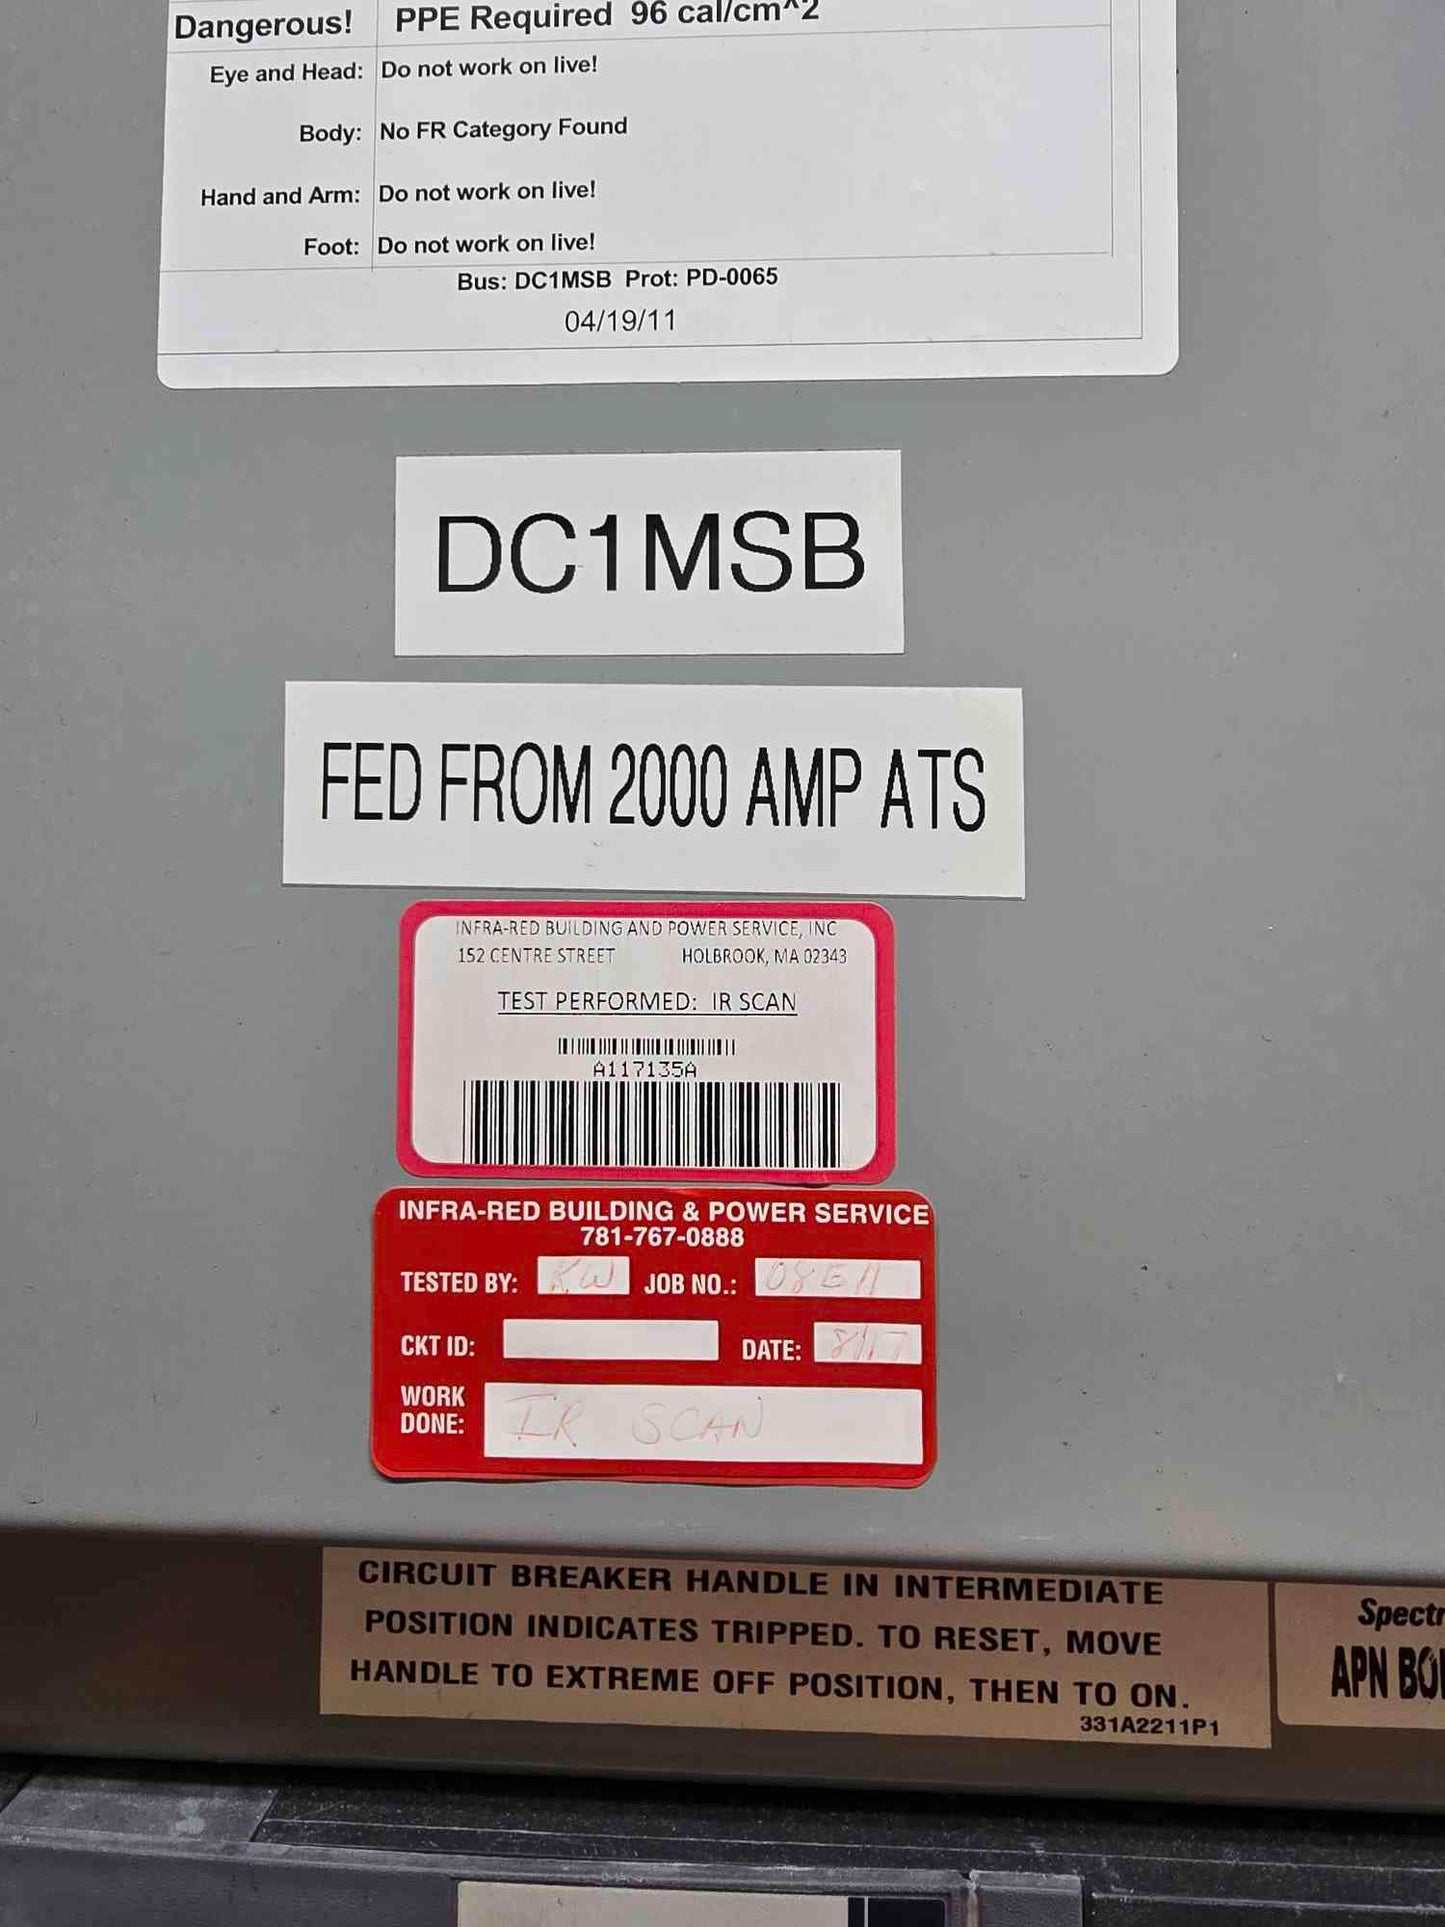 Dangerous! PPE Required 96 cal/cm^2
Eye and Head: Do not work on live!
Body: No FR Category Found
Hand and Arm: Do not work on live!
Foot: Do not work on live!
Bus: DC1MSB Prot: PD-0065
04/19/11
DC1MSB
FED FROM 2000 AMP ATS
INFRA-RED BUILDING AND POWER SERVICE, INC
152 CENTRE STREET HOLBROOK, MA 02343
TEST PERFORMED: IR SCAN
A117135A
INFRA-RED BUILDING & POWER SERVICE
781-767-0888
TESTED BY: KW JOB NO.:
CKT ID: DATE:
WORK
DONE: IR SCAN
CIRCUIT BREAKER HANDLE IN INTERMEDIATE
POSITION INDICATES TRIPPED. TO RESET, MOVE
HANDLE TO EXTREME OFF POSITION, THEN TO ON.
331A2211P1
Spectr
APN BO